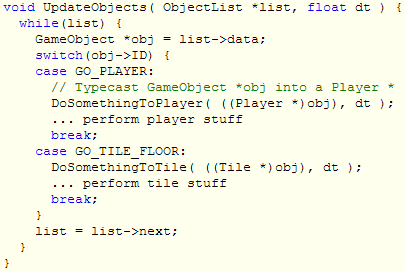 void UpdateObjects( ObjectList *list, float dt ) {
  while(list) {
    GameObject *obj = list->data;
    switch(obj->ID) {
    case GO_PLAYER:
      // Typecast GameObject *obj into a Player *
      DoSomethingToPlayer( ((Player *)obj), dt );
      ... perform player stuff
      break;
    case GO_TILE_FLOOR:
      DoSomethingToTile( ((Tile *)obj), dt );
      ... perform tile stuff
      break;
    }
    list = list->next;
  }
}